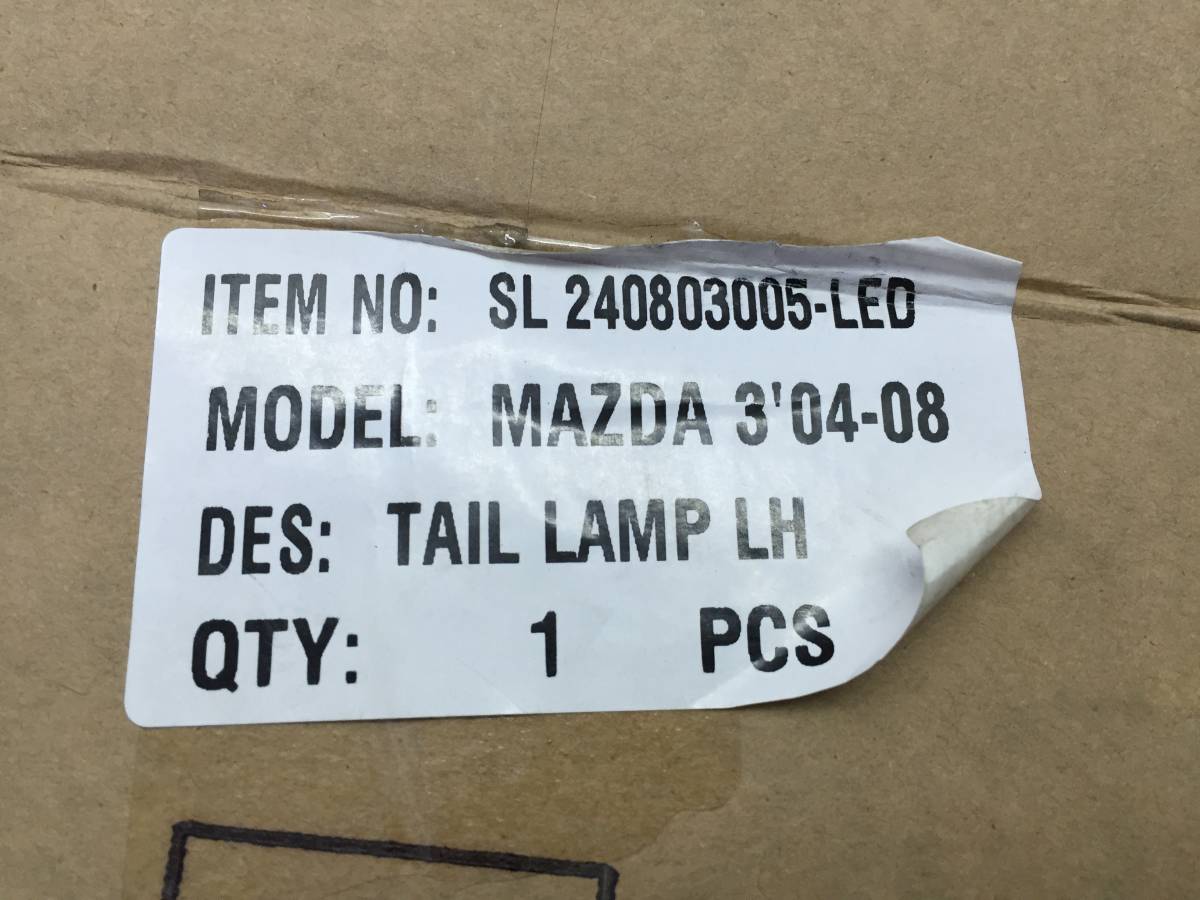 ITEM NO: SL 240803005-LED
MODEL: MAZDA 3'04-08
DES: TAIL LAMP LH
QTY: 1 PCS